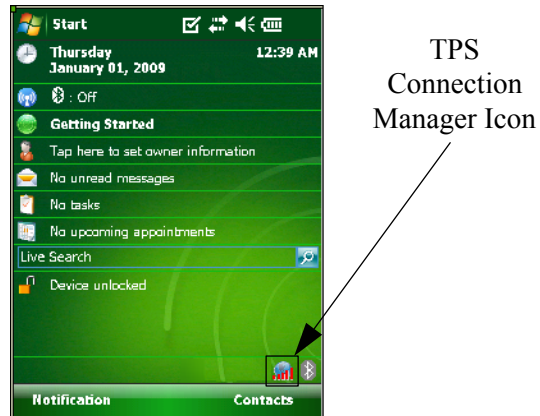 Start
Thursday 12:39 AM
January 01, 2009
: Off
Getting Started
Tap here to set owner information
No unread messages
No tasks
No upcoming appointments
Live Search
Device unlocked
Notification Contacts
TPS
Connection
Manager Icon